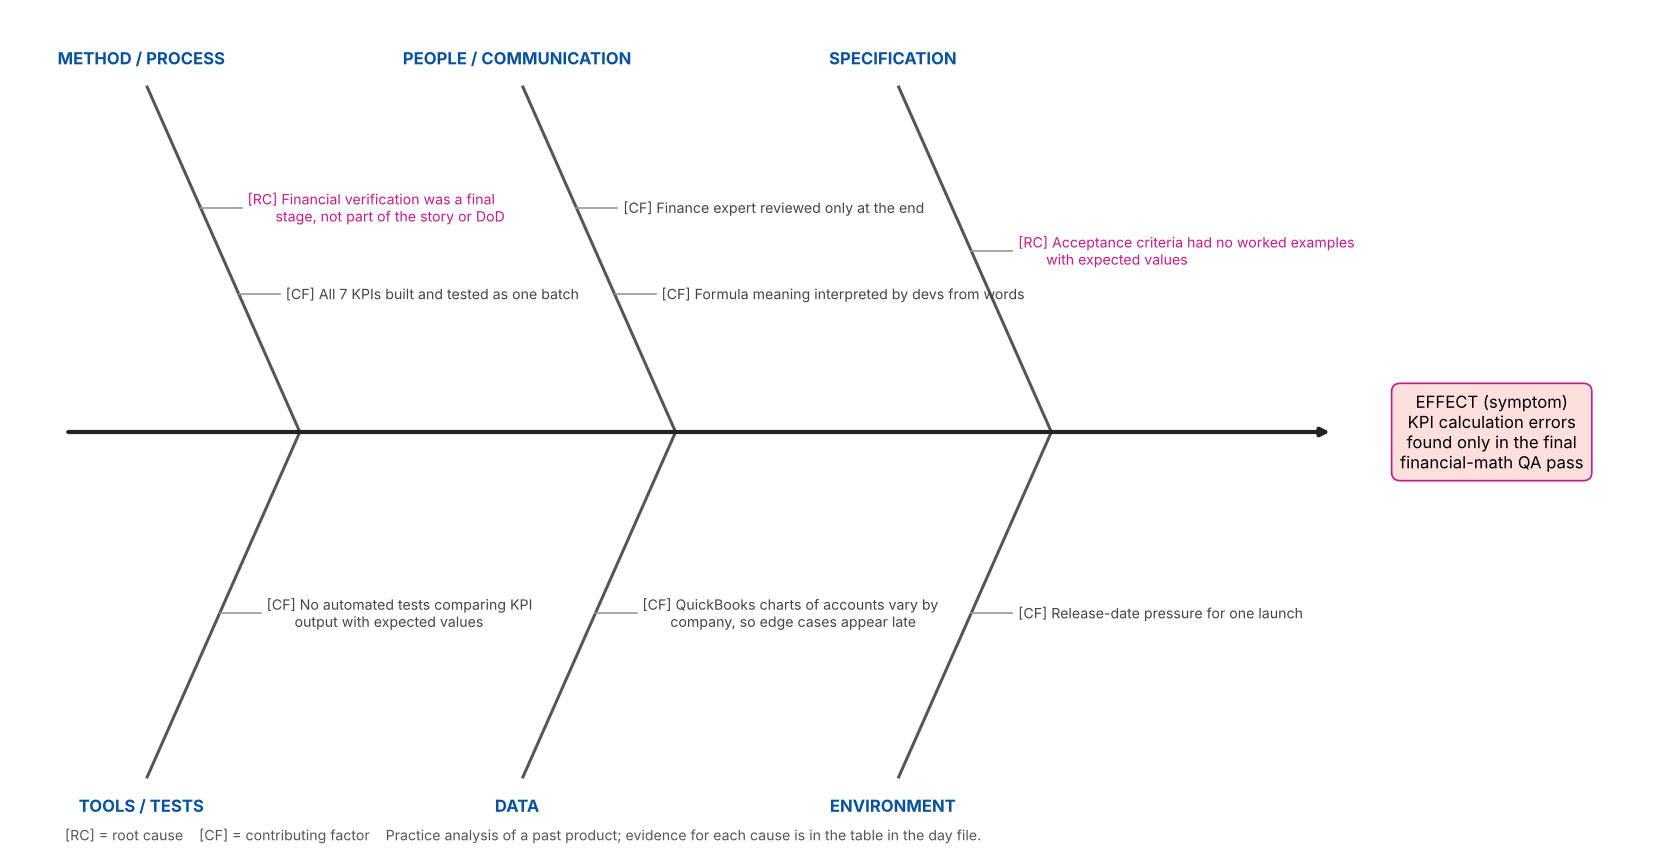 METHOD / PROCESS
PEOPLE / COMMUNICATION
SPECIFICATION
[RC] Financial verification was a final
stage, not part of the story or DoD
[CF] Finance expert reviewed only at the end
[RC] Acceptance criteria had no worked examples
with expected values
[CF] All 7 KPIs built and tested as one batch
[CF] Formula meaning interpreted by devs from words
EFFECT (symptom)
KPI calculation errors
found only in the final
financial-math QA pass
[CF] No automated tests comparing KPI
output with expected values
[CF] QuickBooks charts of accounts vary by
company, so edge cases appear late
[CF] Release-date pressure for one launch
TOOLS / TESTS
DATA
ENVIRONMENT
[RC] = root cause    [CF] = contributing factor    Practice analysis of a past product; evidence for each cause is in the table in the day file.